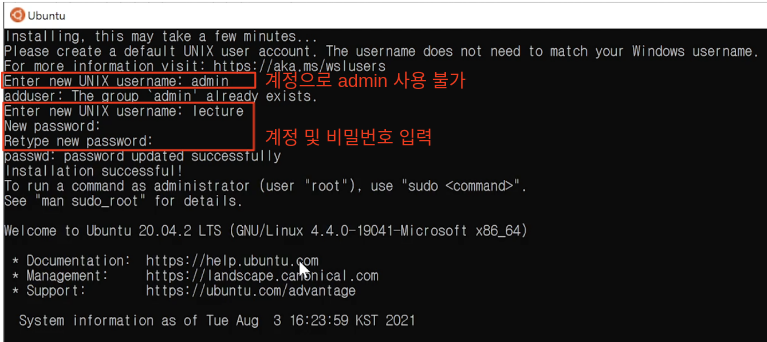 Ubuntu
Installing, this may take a few minutes...
Please create a default UNIX user account. The username does not need to match your Windows username.
For more information visit: https://aka.ms/wslusers
Enter new UNIX username: admin 계정으로 admin 사용 불가
adduser: The group `admin' already exists.
Enter new UNIX username: lecture
New password:
Retype new password: 계정 및 비밀번호 입력
passwd: password updated successfully
Installation successful!
To run a command as administrator (user "root"), use "sudo <command>".
See "man sudo_root" for details.
Welcome to Ubuntu 20.04.2 LTS (GNU/Linux 4.4.0-19041-Microsoft x86_64)
* Documentation: https://help.ubuntu.com
* Management: https://landscape.canonical.com
* Support: https://ubuntu.com/advantage
System information as of Tue Aug 3 16:23:59 KST 2021